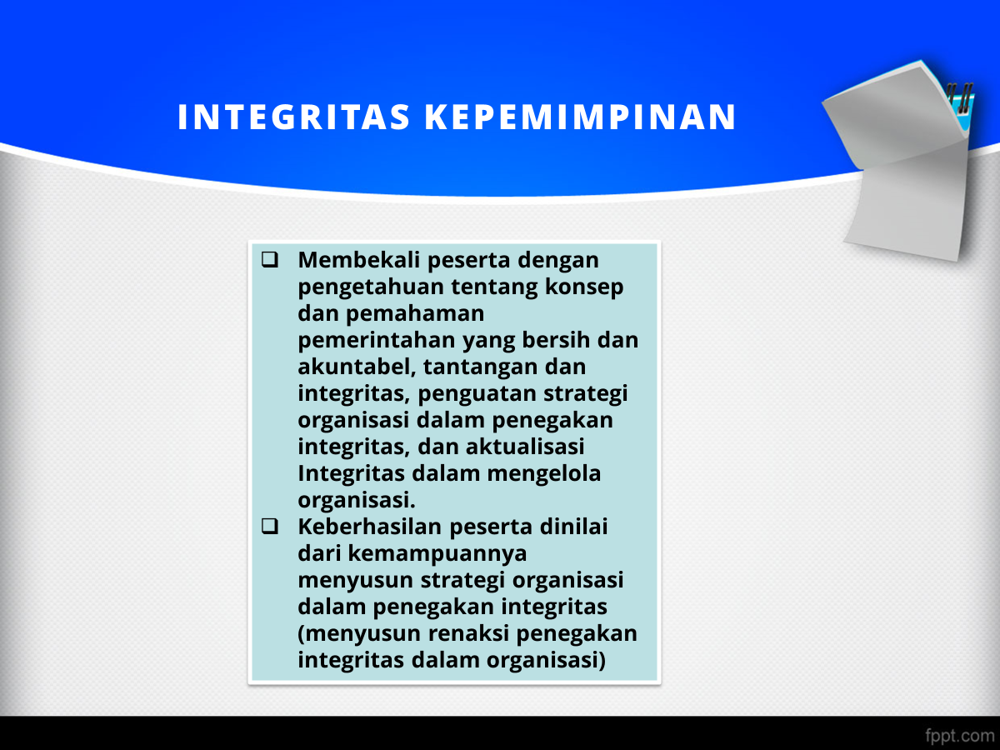 INTEGRITAS KEPEMIMPINAN
❑ Membekali peserta dengan
pengetahuan tentang konsep
dan pemahaman
pemerintahan yang bersih dan
akuntabel, tantangan dan
integritas, penguatan strategi
organisasi dalam penegakan
integritas, dan aktualisasi
Integritas dalam mengelola
organisasi.
❑ Keberhasilan peserta dinilai
dari kemampuannya
menyusun strategi organisasi
dalam penegakan integritas
(menyusun renaksi penegakan
integritas dalam organisasi)
fppt.com